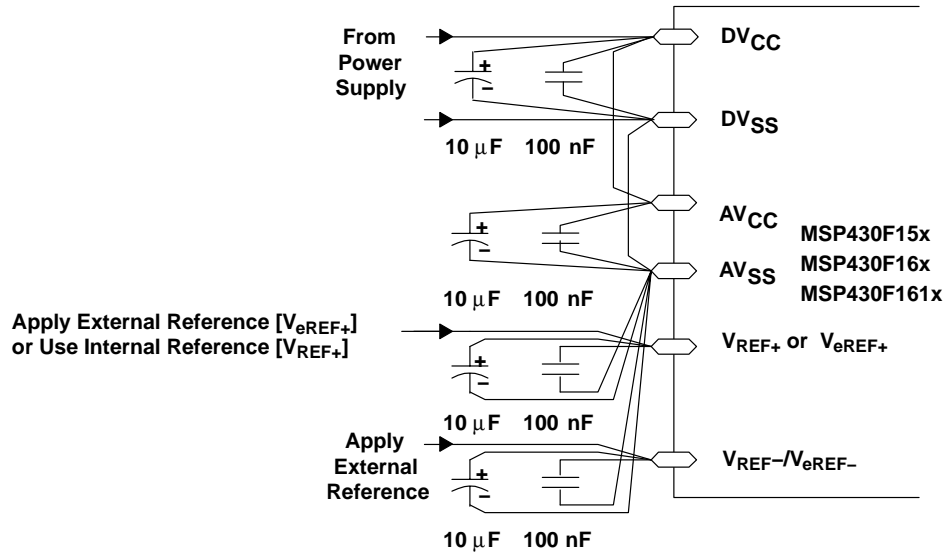 From
Power
Supply
+
−
10 μF 100 nF
DVCC
DVSS
+
−
10 μF 100 nF
AVCC
AVSS
MSP430F15x
MSP430F16x
MSP430F161x
Apply External Reference [VeREF+]
or Use Internal Reference [VREF+]
+
−
10 μF 100 nF
VREF+ or VeREF+
Apply
External
Reference
+
−
10 μF 100 nF
VREF−/VeREF−